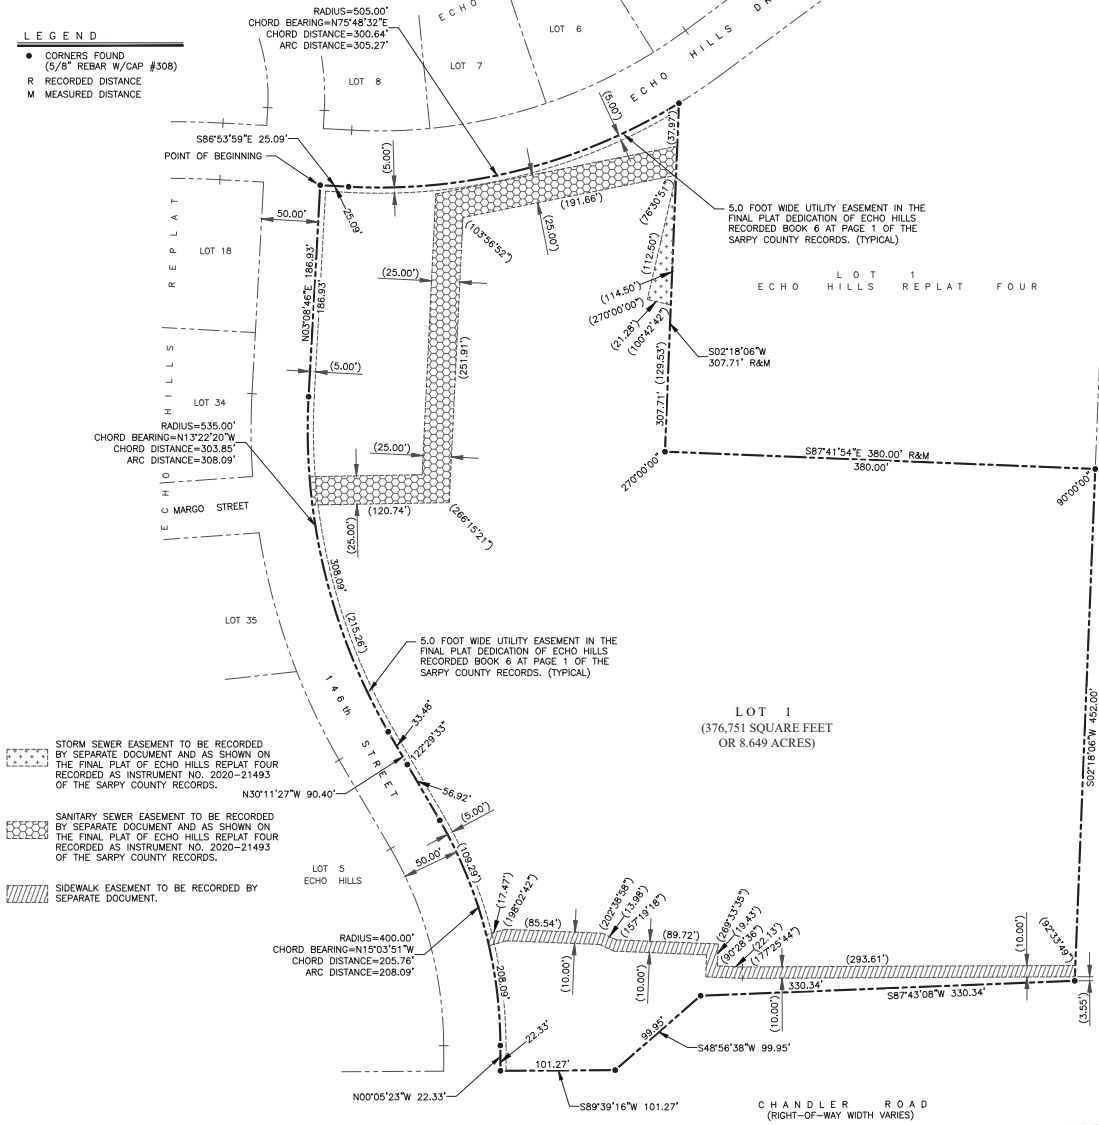 LEGEND
CORNERS FOUND
(5/8" REBAR W/CAP #308)
R RECORDED DISTANCE
M MEASURED DISTANCE
RADIUS=505.00'
CHORD BEARING=N75°48'32"E
CHORD DISTANCE=300.64'
ARC DISTANCE=305.27'
ECHO
LOT 6
LOT 7
LOT 8
ECHO HILLS DR
(5.00')
(37.97')
S86°53'59"E 25.09'
POINT OF BEGINNING
(5.00')
25.09'
50.00'
(191.66')
(25.00')
(76°30'51")
(103°56'52")
5.0 FOOT WIDE UTILITY EASEMENT IN THE
FINAL PLAT DEDICATION OF ECHO HILLS
RECORDED BOOK 6 AT PAGE 1 OF THE
SARPY COUNTY RECORDS. (TYPICAL)
LOT 18
ECHO HILLS REPLAT
N03°08'46"E 186.93'
186.93'
(25.00')
(112.50')
(114.50')
(270°00'00")
(21.28')
(100°42'42")
LOT 1
ECHO HILLS REPLAT FOUR
(251.91')
S02°18'06"W
307.71' R&M
307.71' (129.53')
(5.00')
LOT 34
RADIUS=535.00'
CHORD BEARING=N13°22'20"W
CHORD DISTANCE=303.85'
ARC DISTANCE=308.09'
(25.00')
S87°41'54"E 380.00' R&M
380.00'
270°00'00"
90°00'00"
MARGO STREET
(120.74')
(25.00')
(266°15'21")
308.09'
(215.26')
LOT 35
5.0 FOOT WIDE UTILITY EASEMENT IN THE
FINAL PLAT DEDICATION OF ECHO HILLS
RECORDED BOOK 6 AT PAGE 1 OF THE
SARPY COUNTY RECORDS. (TYPICAL)
146th STREET
33.48'
122°29'33"
LOT 1
(376,751 SQUARE FEET
OR 8.649 ACRES)
S02°18'06"W 452.00'
STORM SEWER EASEMENT TO BE RECORDED
BY SEPARATE DOCUMENT AND AS SHOWN ON
THE FINAL PLAT OF ECHO HILLS REPLAT FOUR
RECORDED AS INSTRUMENT NO. 2020-21493
OF THE SARPY COUNTY RECORDS.
N30°11'27"W 90.40'
56.92'
(5.00')
SANITARY SEWER EASEMENT TO BE RECORDED
BY SEPARATE DOCUMENT AND AS SHOWN ON
THE FINAL PLAT OF ECHO HILLS REPLAT FOUR
RECORDED AS INSTRUMENT NO. 2020-21493
OF THE SARPY COUNTY RECORDS.
50.00'
(109.29')
LOT 5
ECHO HILLS
SIDEWALK EASEMENT TO BE RECORDED BY
SEPARATE DOCUMENT.
(17.47')
(198°02'42")
(85.54')
(202°38'58")
(13.98')
(157°19'18")
(89.72')
(269°33'35")
(19.43')
(90°28'36")
(22.13')
(177°25'44")
(293.61')
(10.00')
(92°33'49")
RADIUS=400.00'
CHORD BEARING=N15°03'51"W
CHORD DISTANCE=205.76'
ARC DISTANCE=208.09'
208.09'
(10.00')
(10.00')
(10.00')
330.34'
S87°43'08"W 330.34'
(3.55')
22.33'
99.95'
S48°56'38"W 99.95'
101.27'
N00°05'23"W 22.33'
S89°39'16"W 101.27'
CHANDLER ROAD
(RIGHT-OF-WAY WIDTH VARIES)